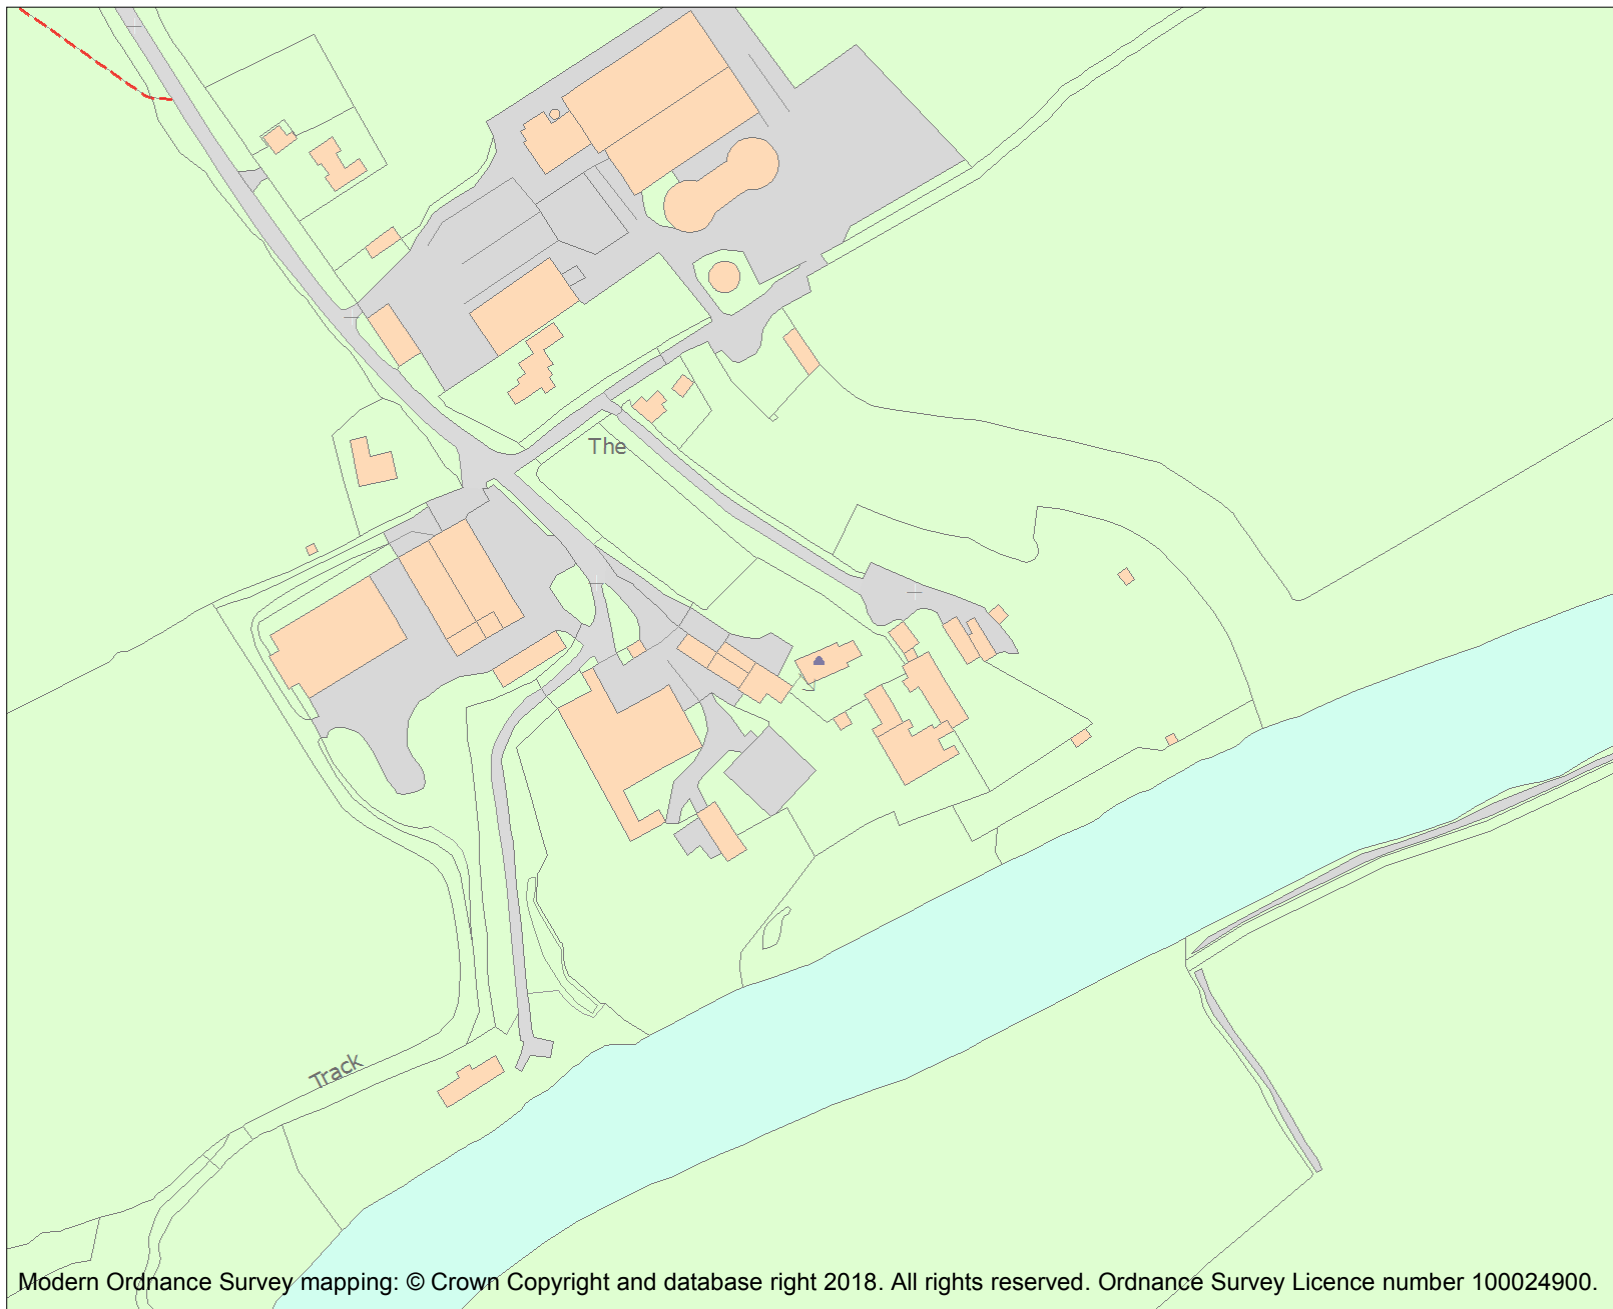 The
Track
Modern Ordnance Survey mapping: © Crown Copyright and database right 2018. All rights reserved. Ordnance Survey Licence number 100024900.